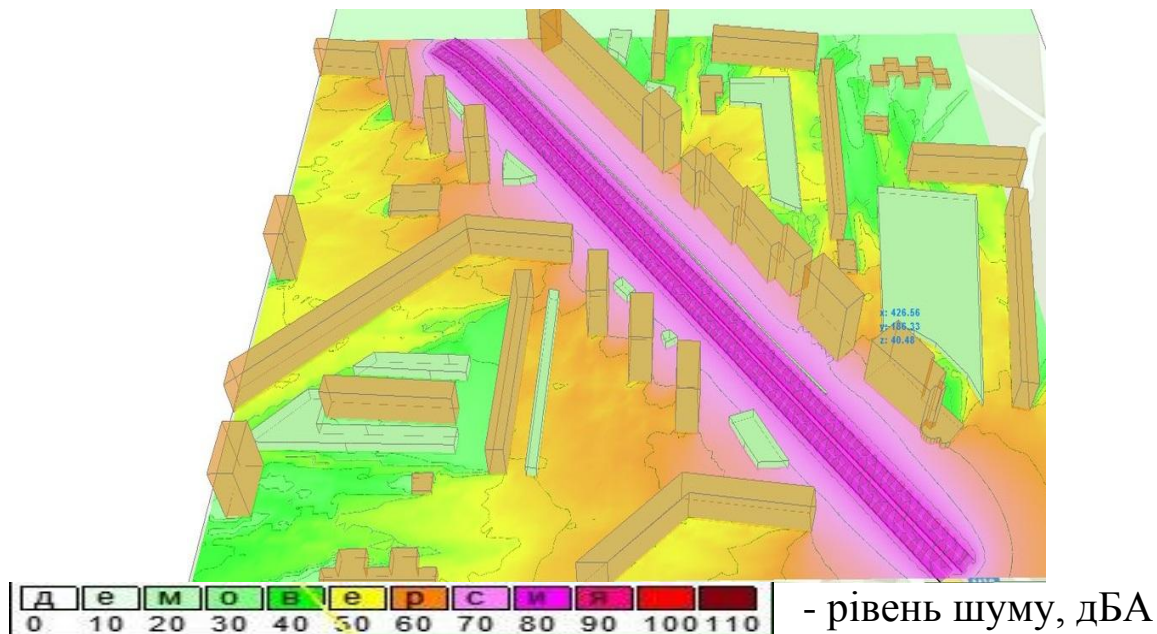 x: 426.56
y: 186.33
z: 40.48
д е м о в е р с и я
0 10 20 30 40 50 60 70 80 90 100 110
- рівень шуму, дБА